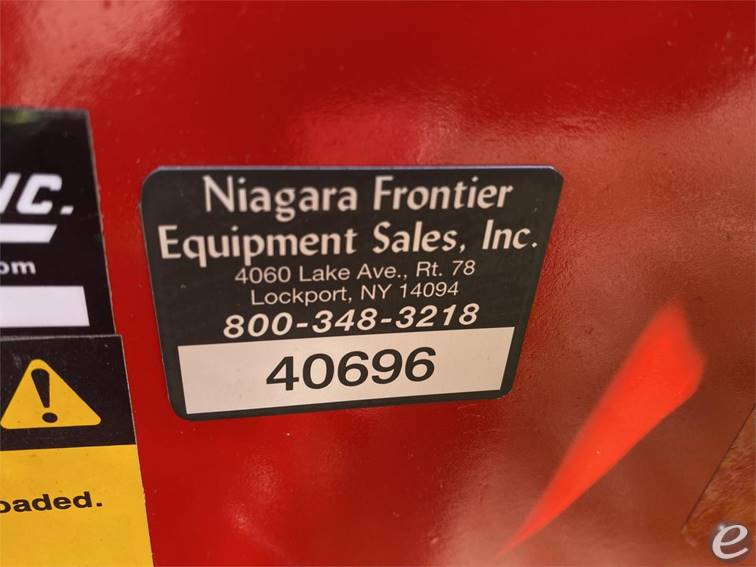 Niagara Frontier
Equipment Sales, Inc.
4060 Lake Ave., Rt. 78
Lockport, NY 14094
800-348-3218
40696
NC.
om
oaded.
e